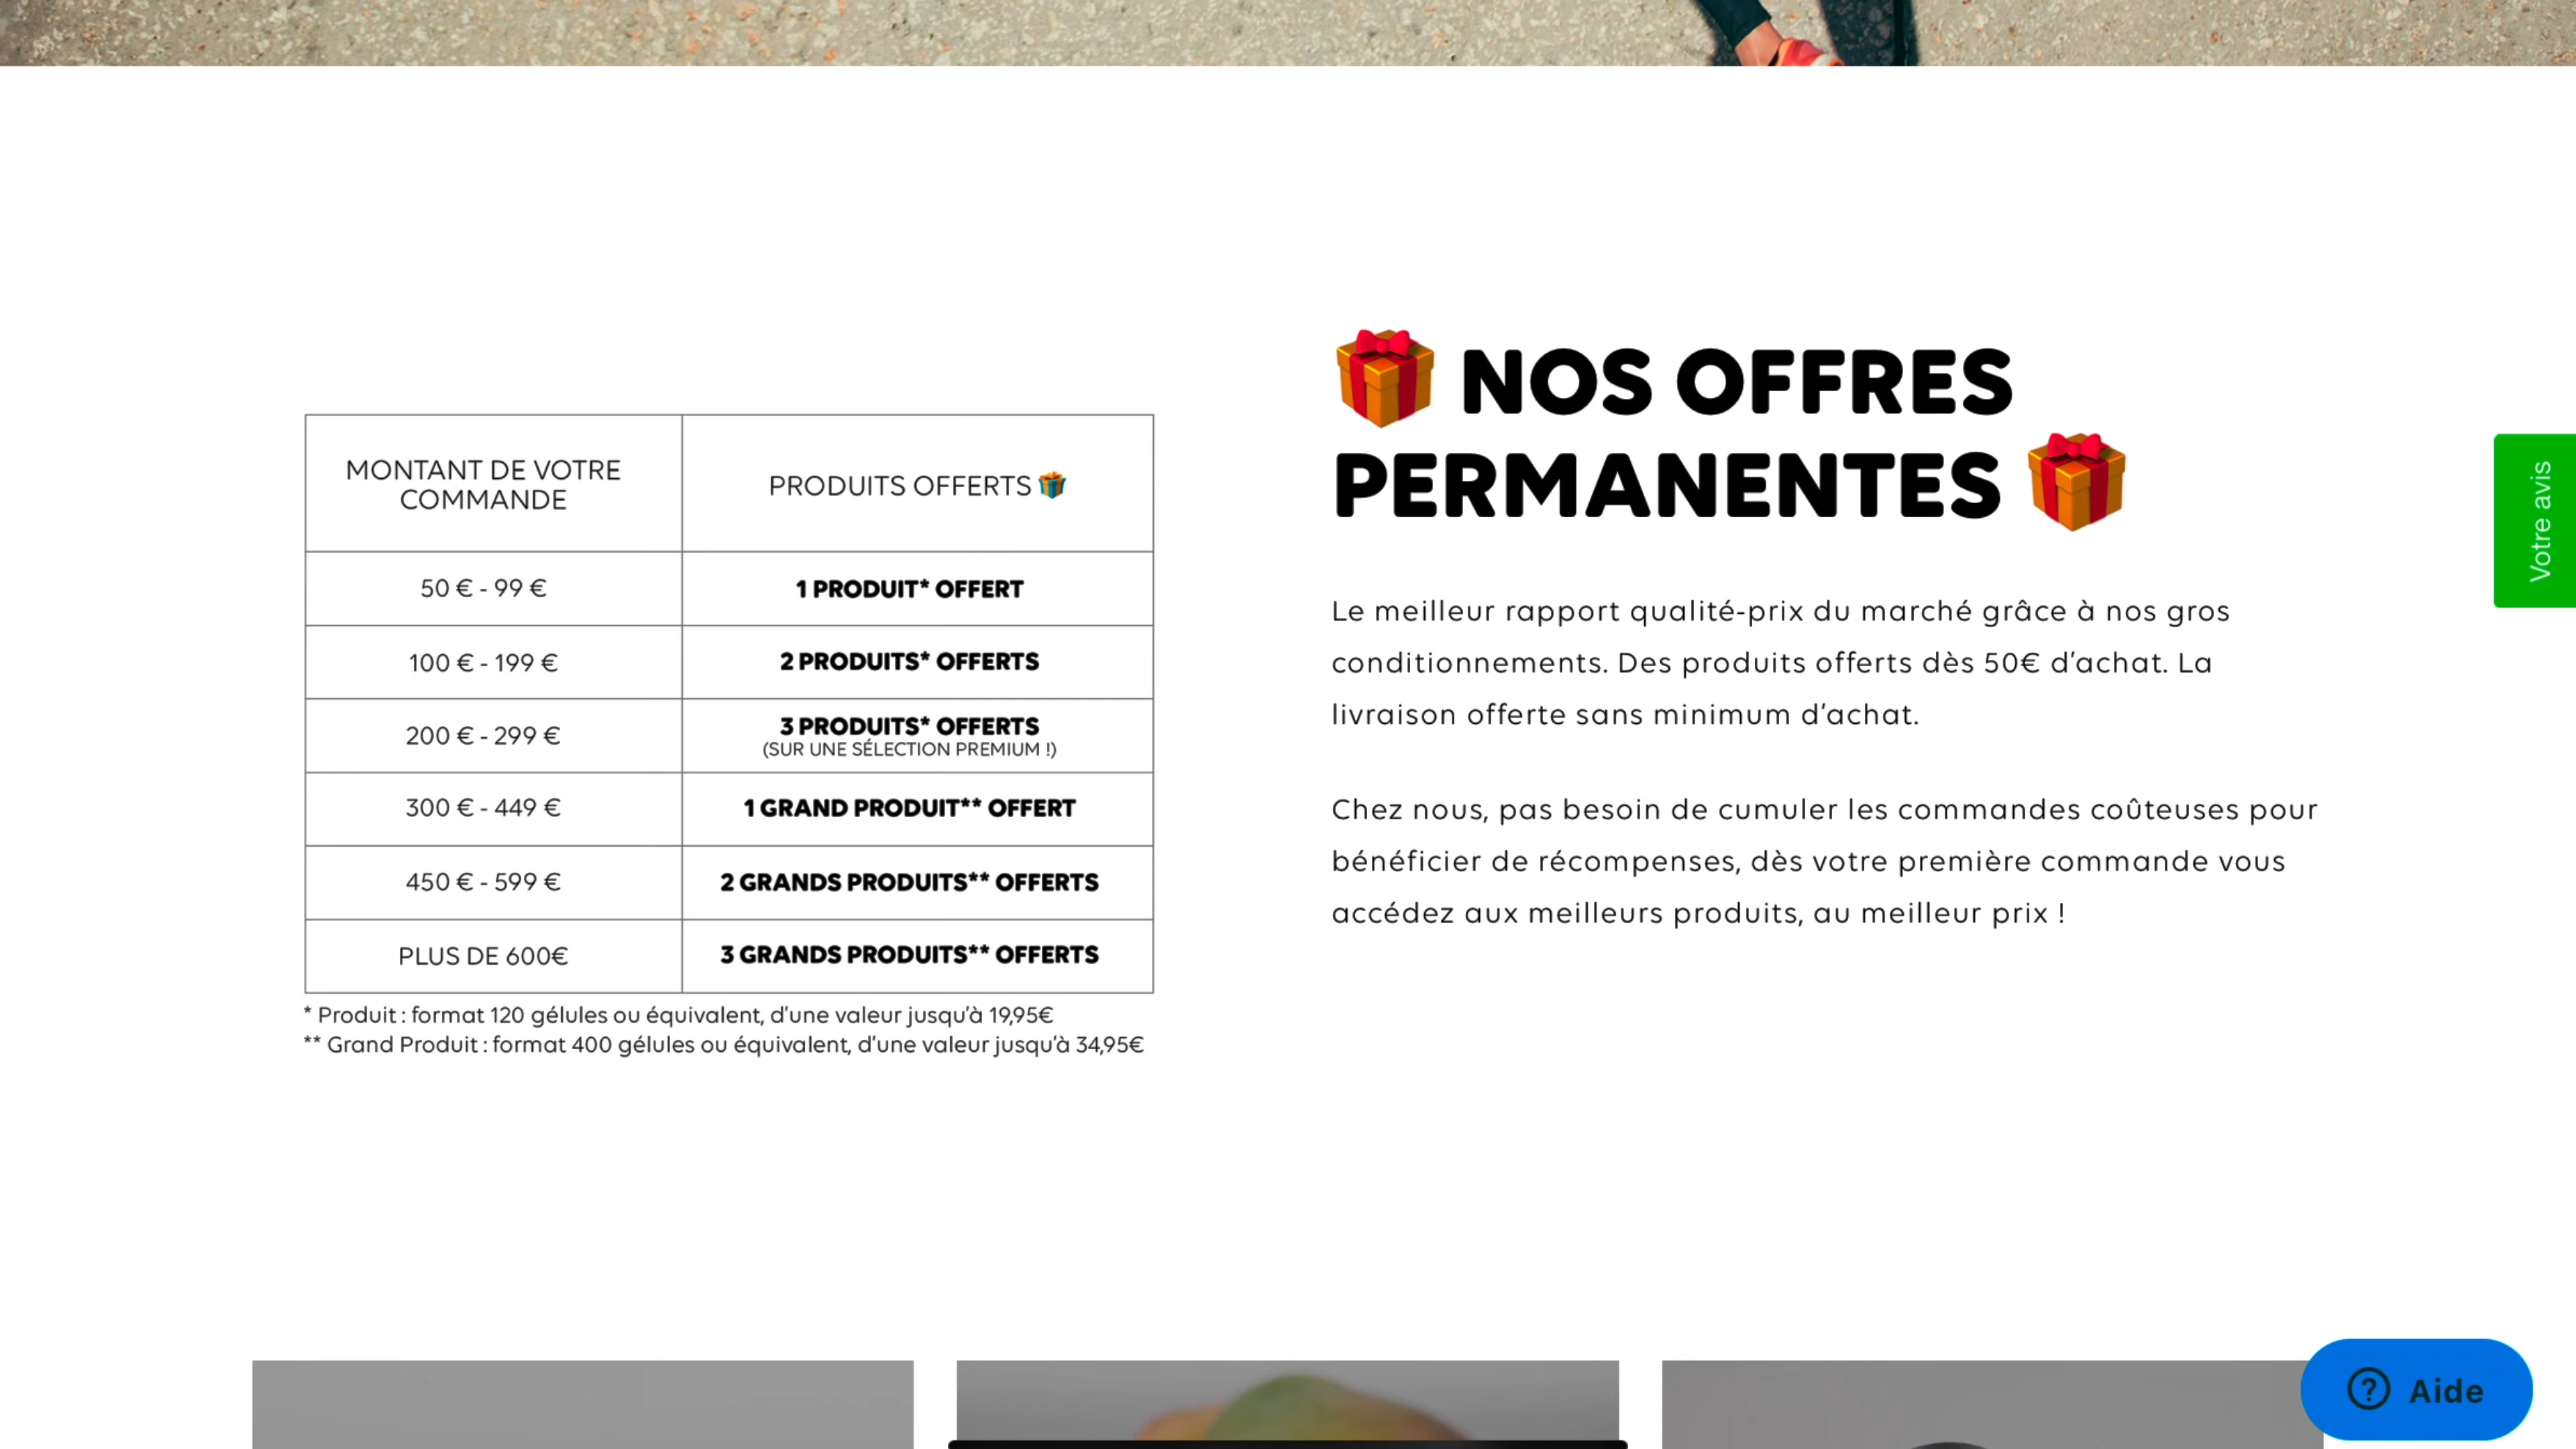 MONTANT DE VOTRE
COMMANDE
PRODUITS OFFERTS
50 € - 99 €
1 PRODUIT* OFFERT
100 € - 199 €
2 PRODUITS* OFFERTS
200 € - 299 €
3 PRODUITS* OFFERTS
(SUR UNE SÉLECTION PREMIUM !)
300 € - 449 €
1 GRAND PRODUIT** OFFERT
450 € - 599 €
2 GRANDS PRODUITS** OFFERTS
PLUS DE 600€
3 GRANDS PRODUITS** OFFERTS
* Produit : format 120 gélules ou équivalent, d'une valeur jusqu'à 19,95€
** Grand Produit : format 400 gélules ou équivalent, d'une valeur jusqu'à 34,95€
NOS OFFRES
PERMANENTES
Le meilleur rapport qualité-prix du marché grâce à nos gros
conditionnements. Des produits offerts dès 50€ d'achat. La
livraison offerte sans minimum d'achat.
Chez nous, pas besoin de cumuler les commandes coûteuses pour
bénéficier de récompenses, dès votre première commande vous
accédez aux meilleurs produits, au meilleur prix !
Votre avis
Aide